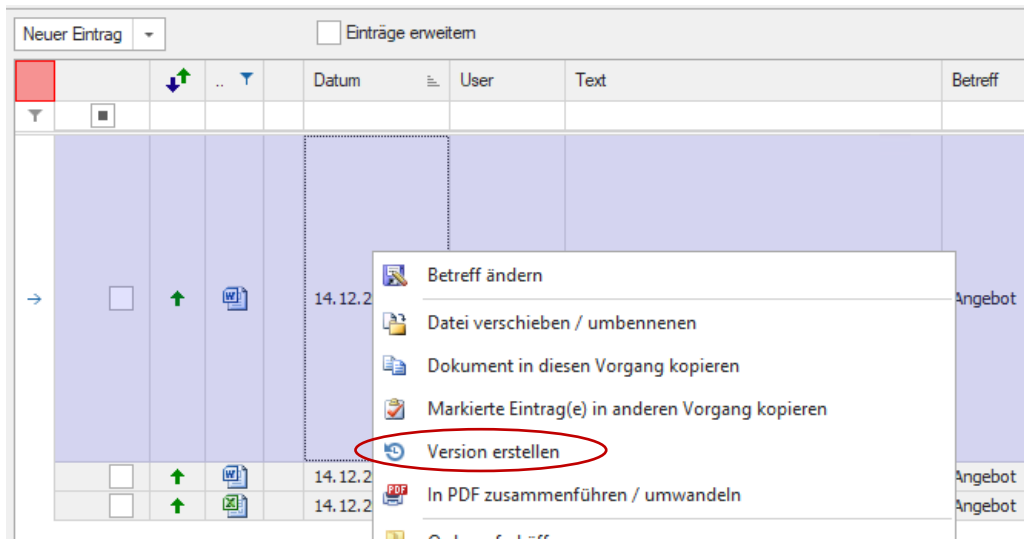 Neuer Eintrag Einträge erweitern
.. Datum User Text Betreff
Betreff ändern
14.12.2 Angebot
Datei verschieben / umbennenen
Dokument in diesen Vorgang kopieren
Markierte Eintrag(e) in anderen Vorgang kopieren
Version erstellen
14.12.2 Angebot
In PDF zusammenführen / umwandeln
14.12.2 Angebot